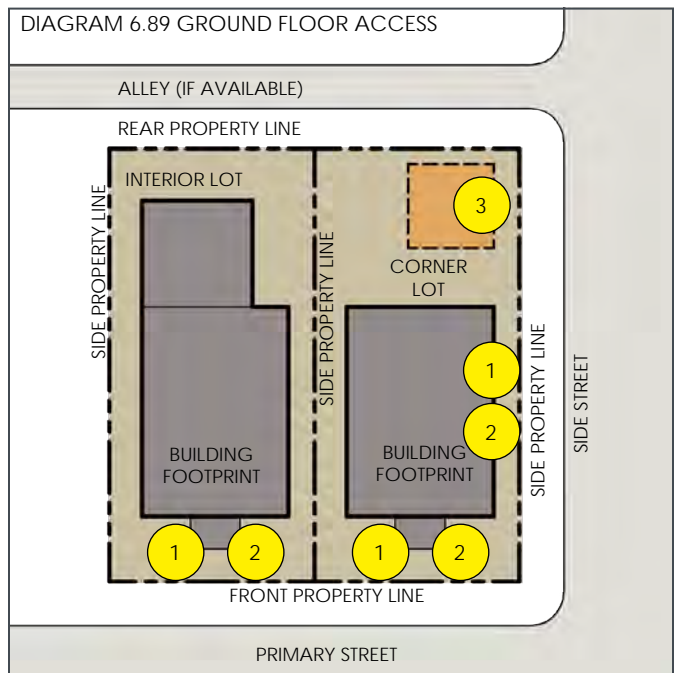 DIAGRAM 6.89 GROUND FLOOR ACCESS
ALLEY (IF AVAILABLE)
REAR PROPERTY LINE
INTERIOR LOT
3
SIDE PROPERTY LINE
SIDE PROPERTY LINE
CORNER
LOT
1
2
SIDE PROPERTY LINE
SIDE STREET
BUILDING
FOOTPRINT
BUILDING
FOOTPRINT
1
2
1
2
FRONT PROPERTY LINE
PRIMARY STREET